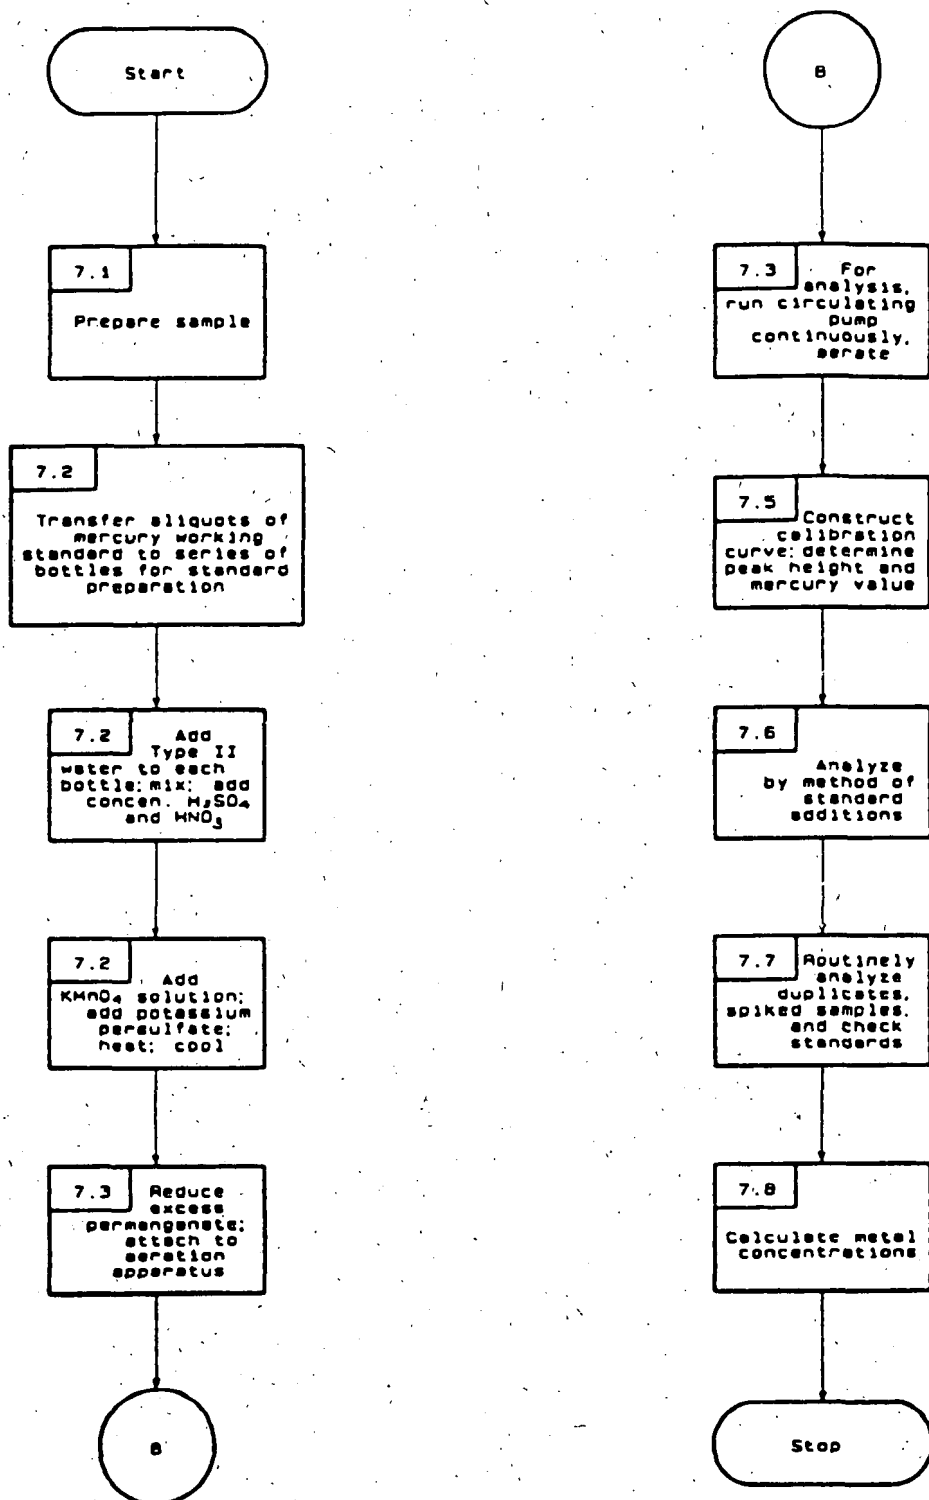 Start
7.1
Prepare sample
7.2
Transfer aliquots of
mercury working
standard to series of
bottles for standard
preparation
7.2 Add
Type II
water to each
bottle; mix; add
concen. H₂SO₄
and HNO₃
7.2
Add
KMnO₄ solution;
add potassium
persulfate;
heat; cool
7.3 Reduce
excess
permanganate;
attach to
aeration
apparatus
B
B
7.3 For
analysis,
run circulating
pump
continuously,
aerate
7.5
Construct
calibration
curve; determine
peak height and
mercury value
7.6
Analyze
by method of
standard
additions
7.7 Routinely
analyze
duplicates,
spiked samples,
and check
standards
7.8
Calculate metal
concentrations
Stop